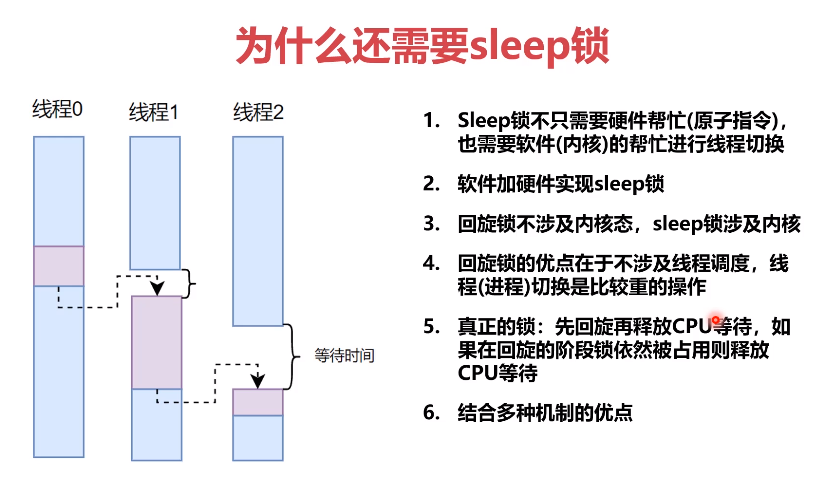 为什么还需要sleep锁
线程0
线程1
线程2
等待时间
1. Sleep锁不只需要硬件帮忙(原子指令)，
也需要软件(内核)的帮忙进行线程切换
2. 软件加硬件实现sleep锁
3. 回旋锁不涉及内核态，sleep锁涉及内核
4. 回旋锁的优点在于不涉及线程调度，线
程(进程)切换是比较重的操作
5. 真正的锁：先回旋再释放CPU等待，如
果在回旋的阶段锁依然被占用则释放
CPU等待
6. 结合多种机制的优点